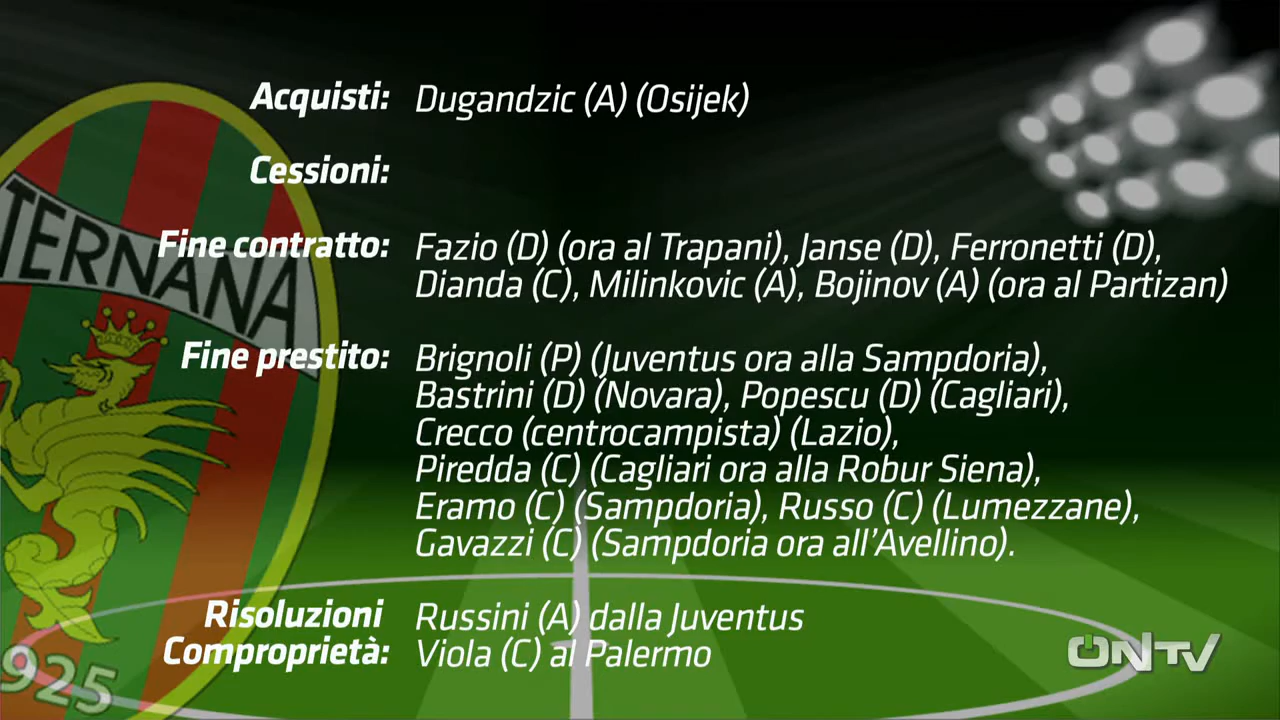 Acquisti: Dugandzic (A) (Osijek)
Cessioni:
Fine contratto: Fazio (D) (ora al Trapani), Janse (D), Ferronetti (D),
Dianda (C), Milinkovic (A), Bojinov (A) (ora al Partizan)
Fine prestito: Brignoli (P) (Juventus ora alla Sampdoria),
Bastrini (D) (Novara), Popescu (D) (Cagliari),
Crecco (centrocampista) (Lazio),
Piredda (C) (Cagliari ora alla Robur Siena),
Eramo (C) (Sampdoria), Russo (C) (Lumezzane),
Gavazzi (C) (Sampdoria ora all'Avellino).
Risoluzioni Russini (A) dalla Juventus
Comproprietà: Viola (C) al Palermo
TERNANA
925
ONTV